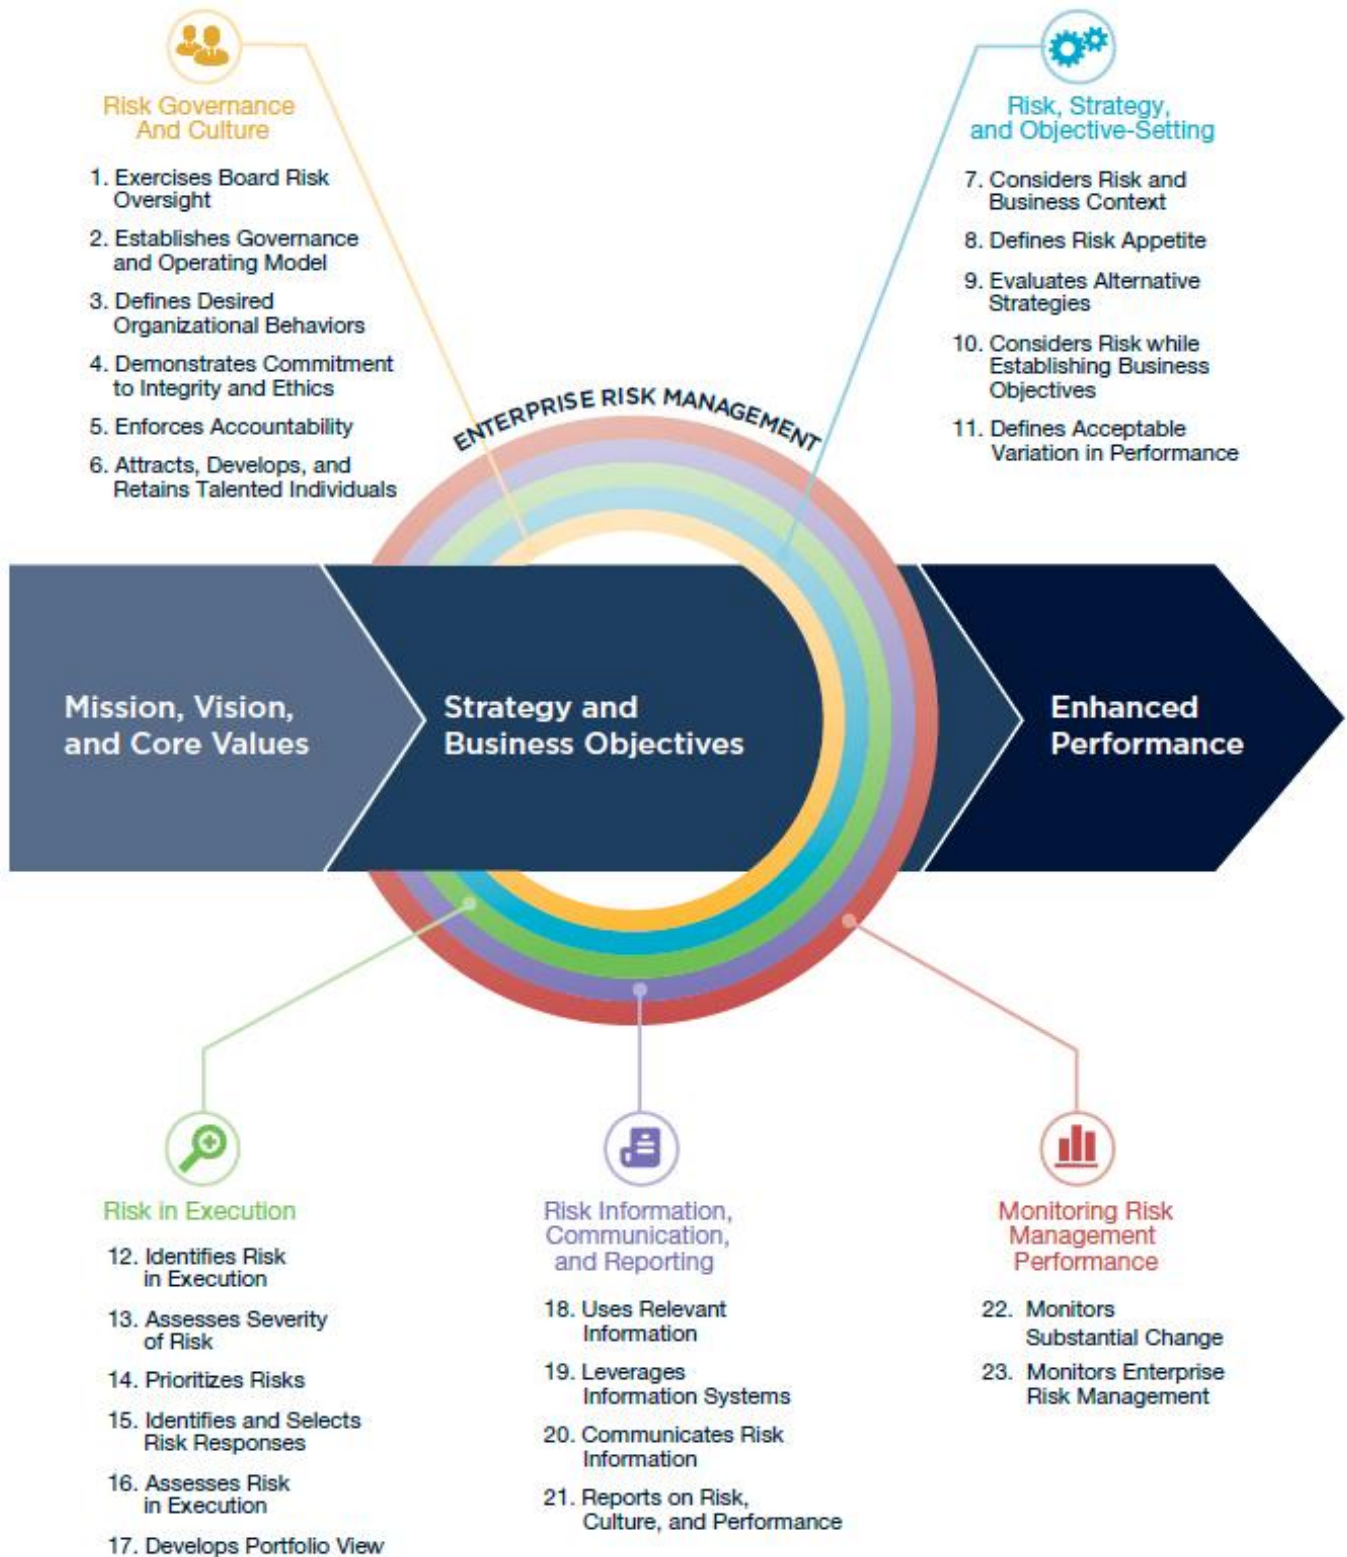 Risk Governance
And Culture
1. Exercises Board Risk
Oversight
2. Establishes Governance
and Operating Model
3. Defines Desired
Organizational Behaviors
4. Demonstrates Commitment
to Integrity and Ethics
5. Enforces Accountability
6. Attracts, Develops, and
Retains Talented Individuals
Risk, Strategy,
and Objective-Setting
7. Considers Risk and
Business Context
8. Defines Risk Appetite
9. Evaluates Alternative
Strategies
10. Considers Risk while
Establishing Business
Objectives
11. Defines Acceptable
Variation in Performance
ENTERPRISE RISK MANAGEMENT
Mission, Vision,
and Core Values
Strategy and
Business Objectives
Enhanced
Performance
Risk in Execution
12. Identifies Risk
in Execution
13. Assesses Severity
of Risk
14. Prioritizes Risks
15. Identifies and Selects
Risk Responses
16. Assesses Risk
in Execution
17. Develops Portfolio View
Risk Information,
Communication,
and Reporting
18. Uses Relevant
Information
19. Leverages
Information Systems
20. Communicates Risk
Information
21. Reports on Risk,
Culture, and Performance
Monitoring Risk
Management
Performance
22. Monitors
Substantial Change
23. Monitors Enterprise
Risk Management